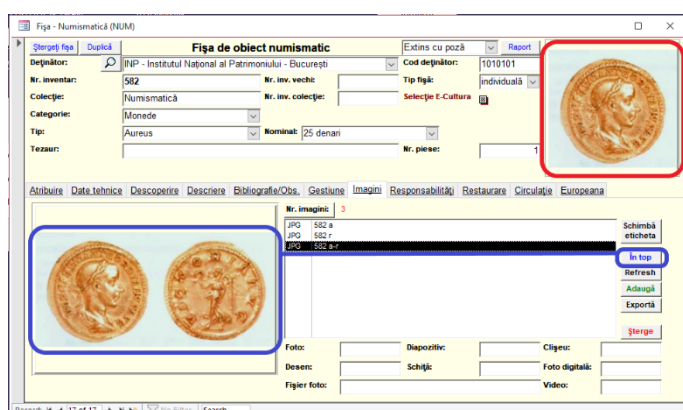 Fişa - Numismatică (NUM)
Ştergeţi fişa Duplică Fişa de obiect numismatic Extins cu poză Raport
Deţinător: INP - Institutul Naţional al Patrimoniului - Bucureşti Cod deţinător: 1010101
Nr. inventar: 582 Nr. inv. vechi: Tip fişă: individuală
Colecţie: Numismatică Nr. inv. colecţie: Selecţie E-Cultura
Categorie: Monede
Tip: Aureus Nominal: 25 denari
Tezaur: Nr. piese: 1
Atribuire Date tehnice Descoperire Descriere Bibliografie/Obs. Gestiune Imagini Responsabilităţi Restaurare Circulaţie Europeana
Nr. imagini: 3
JPG 582 a
JPG 582 r
JPG 582 a-r
Schimbă
eticheta
În top
Refresh
Adaugă
Exportă
Şterge
Foto: Diapozitiv: Clişeu:
Desen: Schiţă: Foto digitală:
Fişier foto: Video:
Record: 17 of 17 No Filter Search